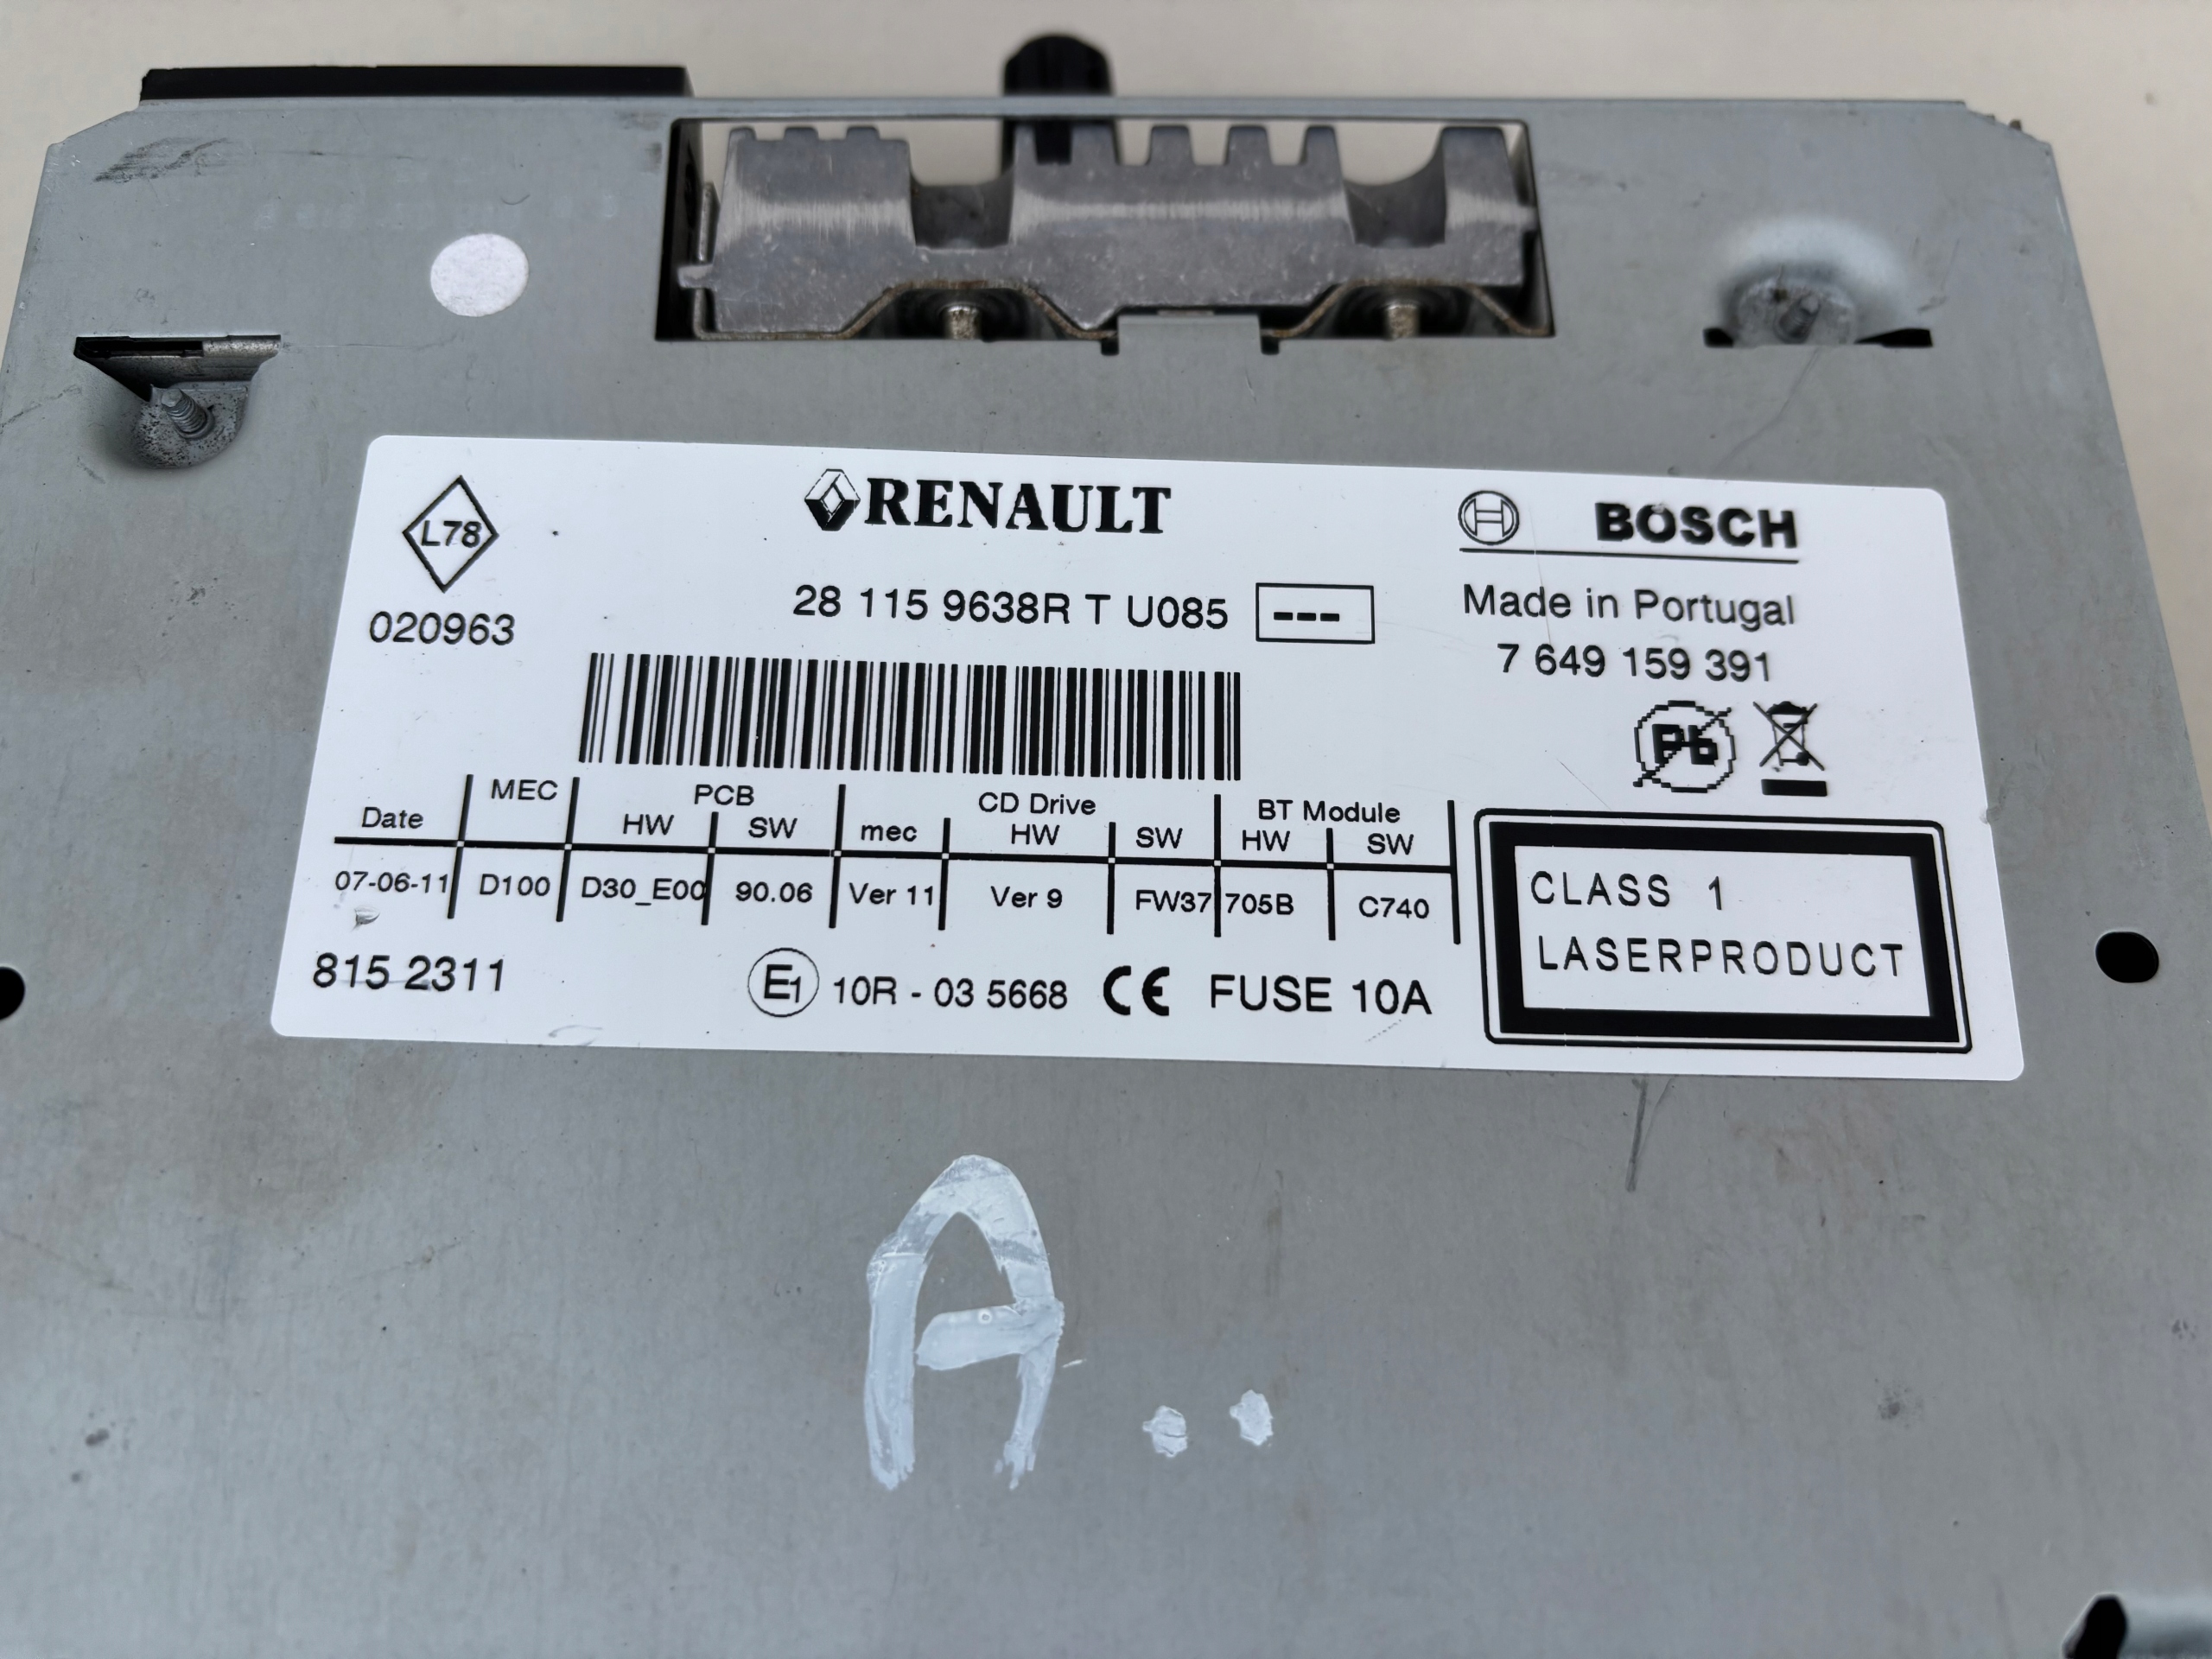 L78
RENAULT
BOSCH
020963
28 115 9638R T U085 ---
Made in Portugal
7 649 159 391
Pb
Date MEC PCB CD Drive BT Module
HW SW mec HW SW HW SW
07-06-11 D100 D30_E00 90.06 Ver 11 Ver 9 FW37 705B C740
CLASS 1
LASERPRODUCT
815 2311
E1 10R - 03 5668 CE FUSE 10A
A..